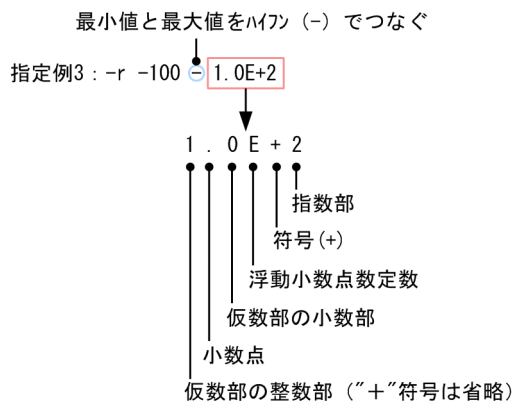 最小値と最大値をﾊｲﾌﾝ（−）でつなぐ
指定例3：−r −100 − 1.0E+2
1 . 0 E + 2
指数部
符号(+)
浮動小数点数定数
仮数部の小数部
小数点
仮数部の整数部（"＋"符号は省略）